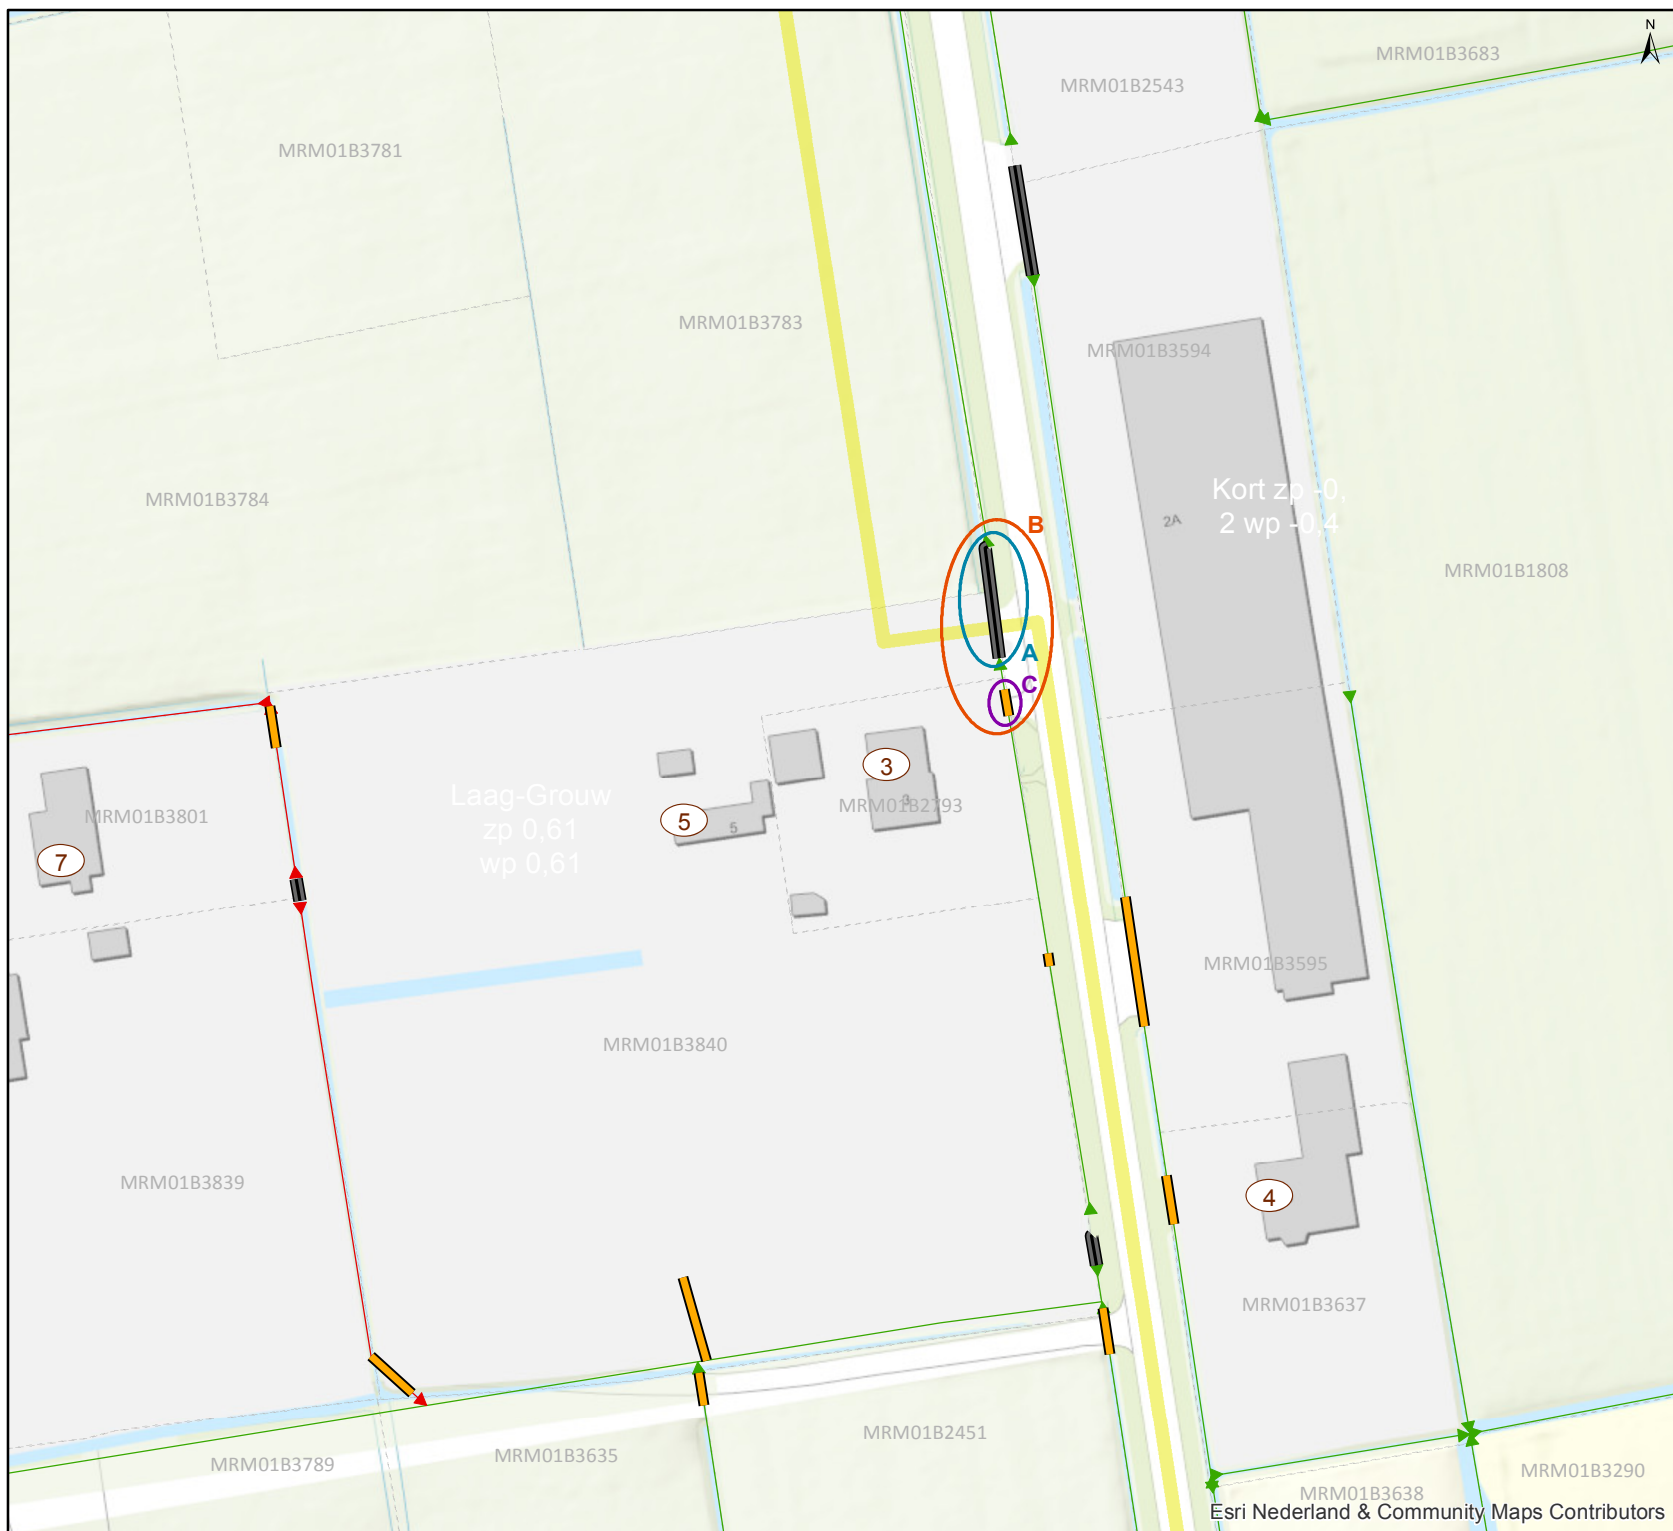 N
MRM01B3683
MRM01B2543
MRM01B3781
MRM01B3783
MRM01B3594
Kort zp -0,
2 wp -0,4
2A
MRM01B3784
B
MRM01B1808
A
C
3
MRM01B2793
3
Laag-Grouw
zp 0,61
wp 0,61
5
5
MRM01B3801
7
MRM01B3595
MRM01B3840
MRM01B3839
4
MRM01B3637
MRM01B2451
MRM01B3635
MRM01B3789
MRM01B3290
MRM01B3638
Esri Nederland & Community Maps Contributors